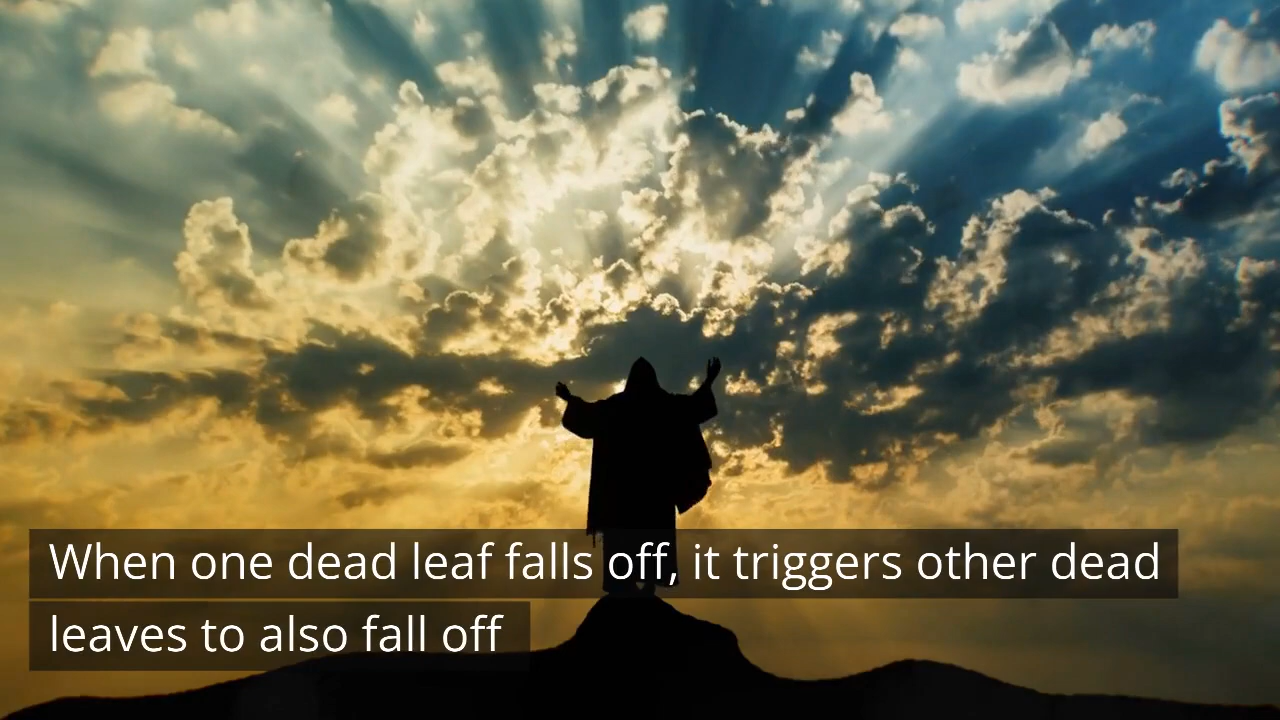 When one dead leaf falls off, it triggers other dead
leaves to also fall off